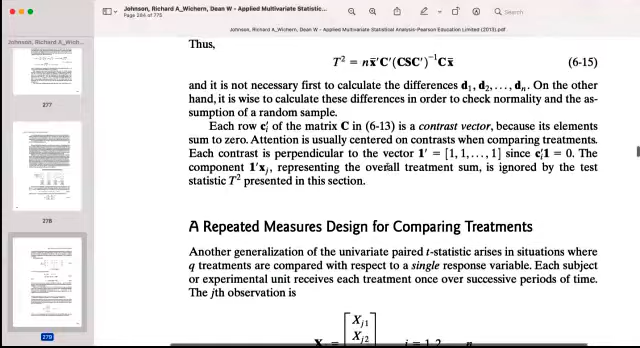 Johnson, Richard A_Wichern, Dean W - Applied Multivariate Statistic...
Page 294 of 775
Search
Johnson, Richard A_Wichern, Dean W - Applied Multivariate Statistical Analysis-Pearson Education Limited (2013).pdf
Johnson, Richard A_Wich...
277
278
279
Thus,
T² = nx̄′C′(CSC′)⁻¹Cx̄ (6-15)
and it is not necessary first to calculate the differences d₁, d₂, . . . , dₙ. On the other
hand, it is wise to calculate these differences in order to check normality and the as-
sumption of a random sample.
Each row c′ᵢ of the matrix C in (6-13) is a contrast vector, because its elements
sum to zero. Attention is usually centered on contrasts when comparing treatments.
Each contrast is perpendicular to the vector 1′ = [1, 1, . . . , 1] since c′ᵢ1 = 0. The
component 1′xⱼ, representing the overall treatment sum, is ignored by the test
statistic T² presented in this section.
A Repeated Measures Design for Comparing Treatments
Another generalization of the univariate paired t-statistic arises in situations where
q treatments are compared with respect to a single response variable. Each subject
or experimental unit receives each treatment once over successive periods of time.
The jth observation is
Xⱼ₁
Xⱼ₂